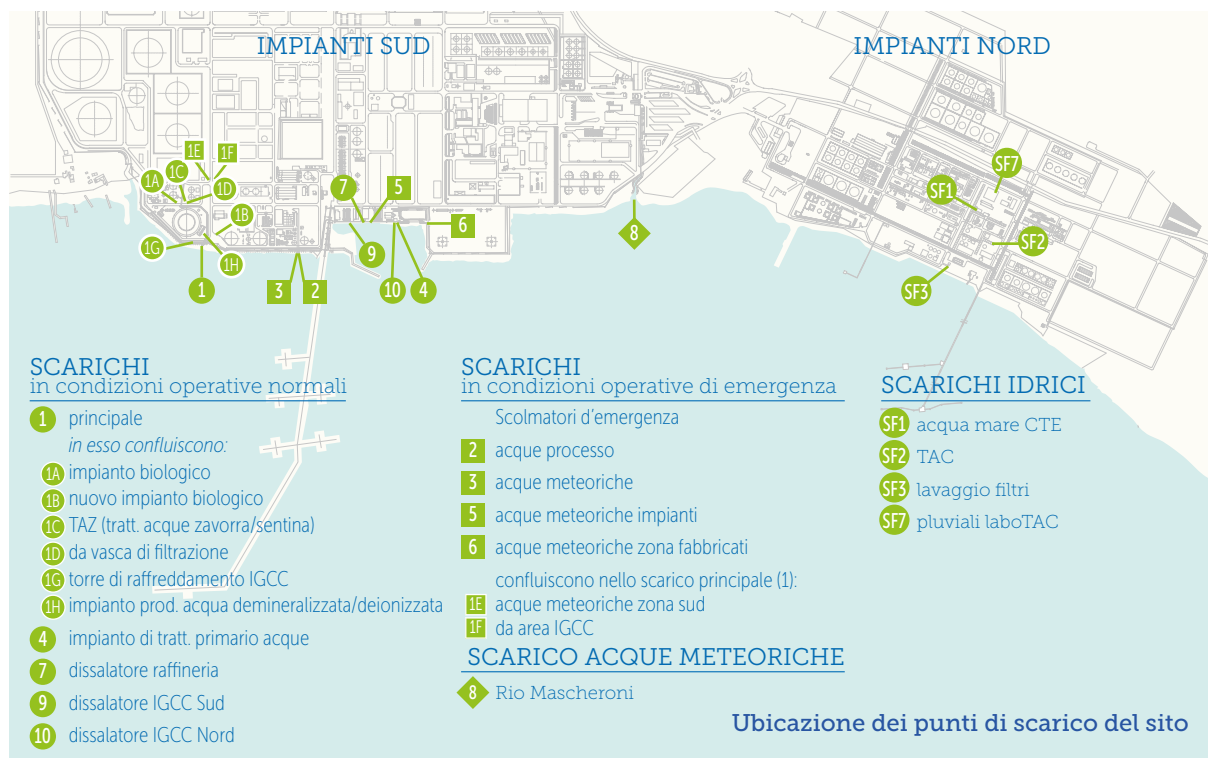 IMPIANTI SUD
IMPIANTI NORD
1E
1F
1C
1A
1D
1B
1G
1H
1
7
5
9
6
3
2
10
4
8
SF7
SF1
SF2
SF3
SCARICHI
in condizioni operative normali
1 principale
in esso confluiscono:
1A impianto biologico
1B nuovo impianto biologico
1C TAZ (tratt. acque zavorra/sentina)
1D da vasca di filtrazione
1G torre di raffreddamento IGCC
1H impianto prod. acqua demineralizzata/deionizzata
4 impianto di tratt. primario acque
7 dissalatore raffineria
9 dissalatore IGCC Sud
10 dissalatore IGCC Nord
SCARICHI
in condizioni operative di emergenza
Scolmatori d'emergenza
2 acque processo
3 acque meteoriche
5 acque meteoriche impianti
6 acque meteoriche zona fabbricati
confluiscono nello scarico principale (1):
1E acque meteoriche zona sud
1F da area IGCC
SCARICO ACQUE METEORICHE
8 Rio Mascheroni
SCARICHI IDRICI
SF1 acqua mare CTE
SF2 TAC
SF3 lavaggio filtri
SF7 pluviali laboTAC
Ubicazione dei punti di scarico del sito